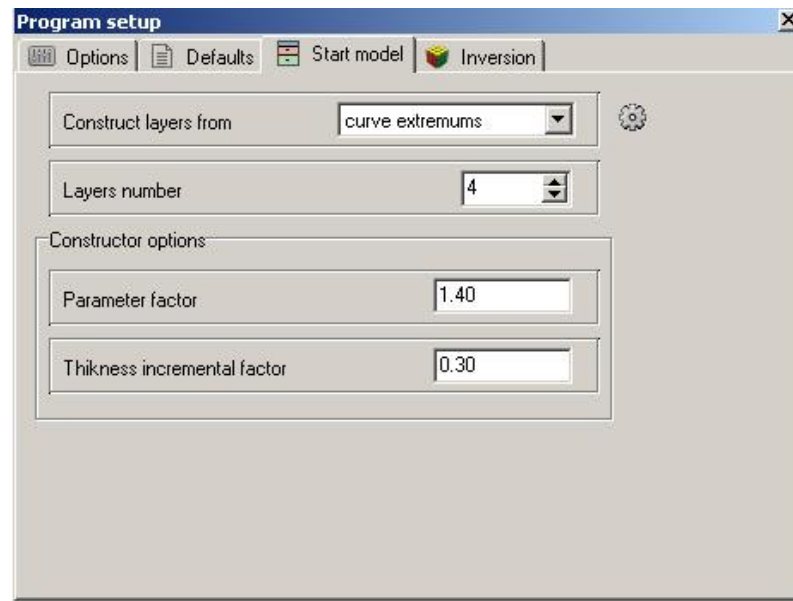 Program setup
Options Defaults Start model Inversion
Construct layers from curve extremums
Layers number 4
Constructor options
Parameter factor 1.40
Thikness incremental factor 0.30